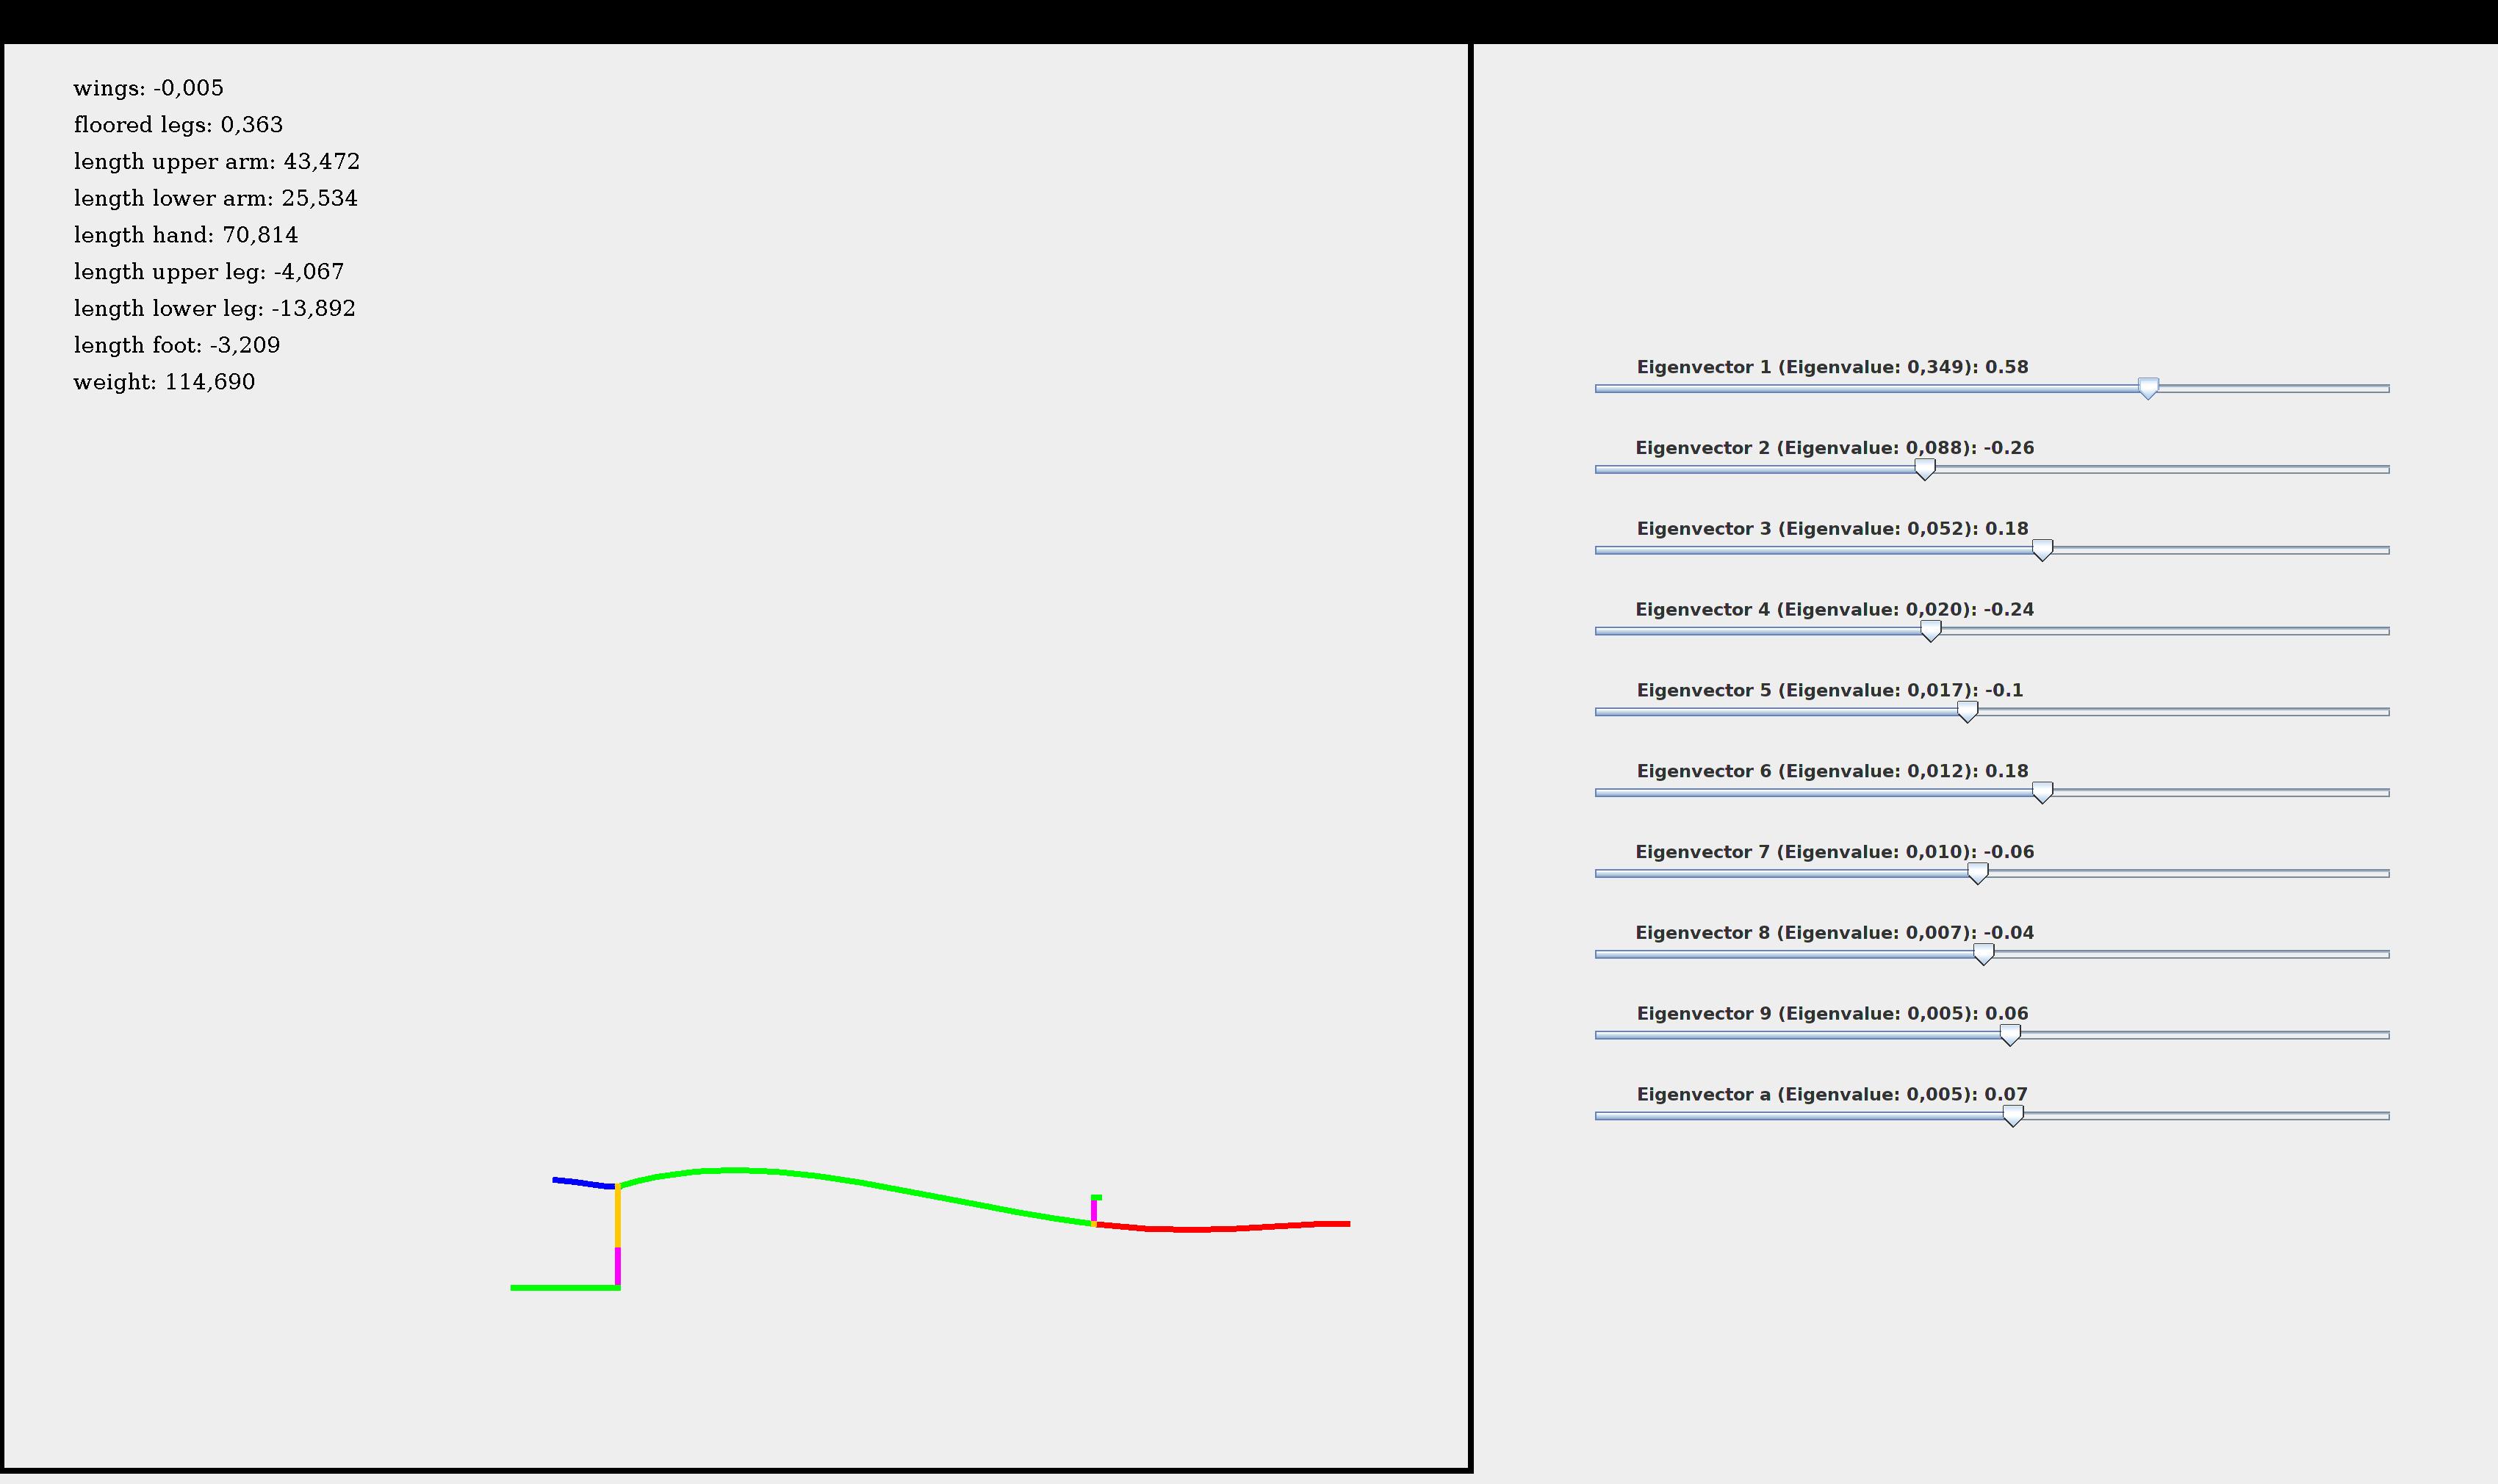 wings: -0,005
floored legs: 0,363
length upper arm: 43,472
length lower arm: 25,534
length hand: 70,814
length upper leg: -4,067
length lower leg: -13,892
length foot: -3,209
weight: 114,690
Eigenvector 1 (Eigenvalue: 0,349): 0.58
Eigenvector 2 (Eigenvalue: 0,088): -0.26
Eigenvector 3 (Eigenvalue: 0,052): 0.18
Eigenvector 4 (Eigenvalue: 0,020): -0.24
Eigenvector 5 (Eigenvalue: 0,017): -0.1
Eigenvector 6 (Eigenvalue: 0,012): 0.18
Eigenvector 7 (Eigenvalue: 0,010): -0.06
Eigenvector 8 (Eigenvalue: 0,007): -0.04
Eigenvector 9 (Eigenvalue: 0,005): 0.06
Eigenvector a (Eigenvalue: 0,005): 0.07